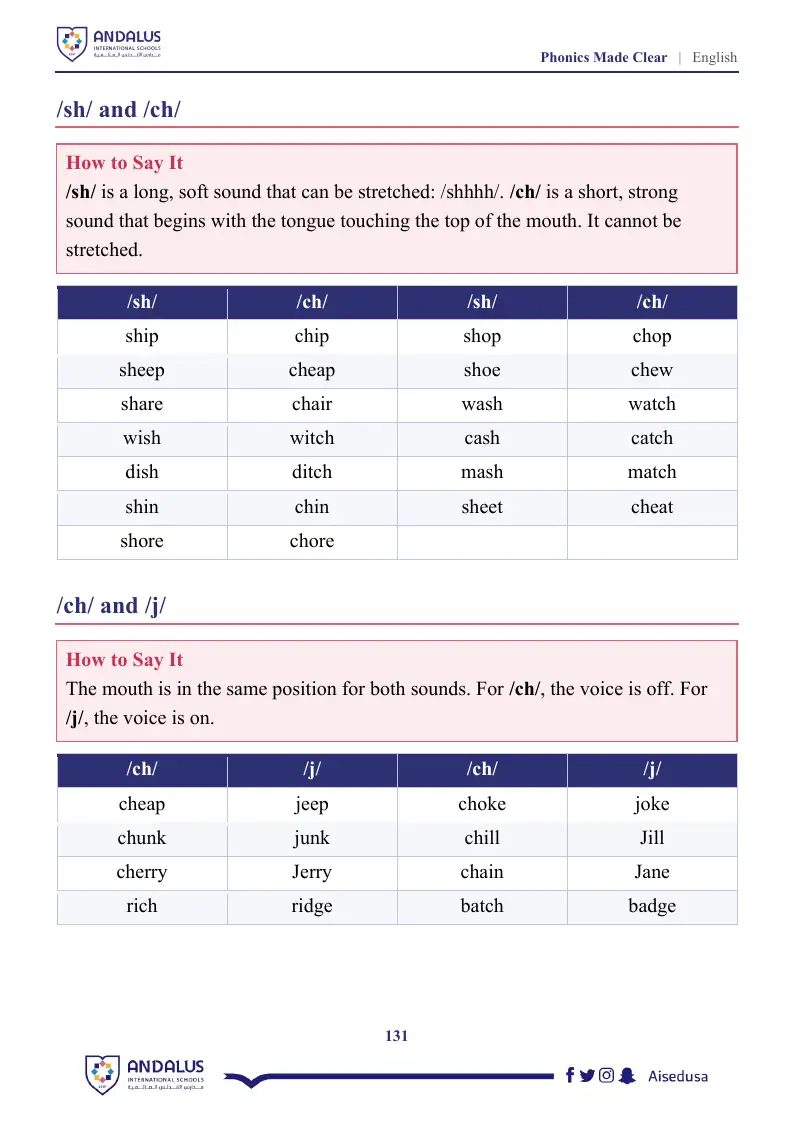 ANDALUS
INTERNATIONAL SCHOOLS
مدارس الأندلس العالمية
Phonics Made Clear | English
/sh/ and /ch/
How to Say It
/sh/ is a long, soft sound that can be stretched: /shhhh/. /ch/ is a short, strong
sound that begins with the tongue touching the top of the mouth. It cannot be
stretched.
/sh/ /ch/ /sh/ /ch/
ship chip shop chop
sheep cheap shoe chew
share chair wash watch
wish witch cash catch
dish ditch mash match
shin chin sheet cheat
shore chore
/ch/ and /j/
How to Say It
The mouth is in the same position for both sounds. For /ch/, the voice is off. For
/j/, the voice is on.
/ch/ /j/ /ch/ /j/
cheap jeep choke joke
chunk junk chill Jill
cherry Jerry chain Jane
rich ridge batch badge
131
ANDALUS
INTERNATIONAL SCHOOLS
مدارس الأندلس العالمية
Aisedusa